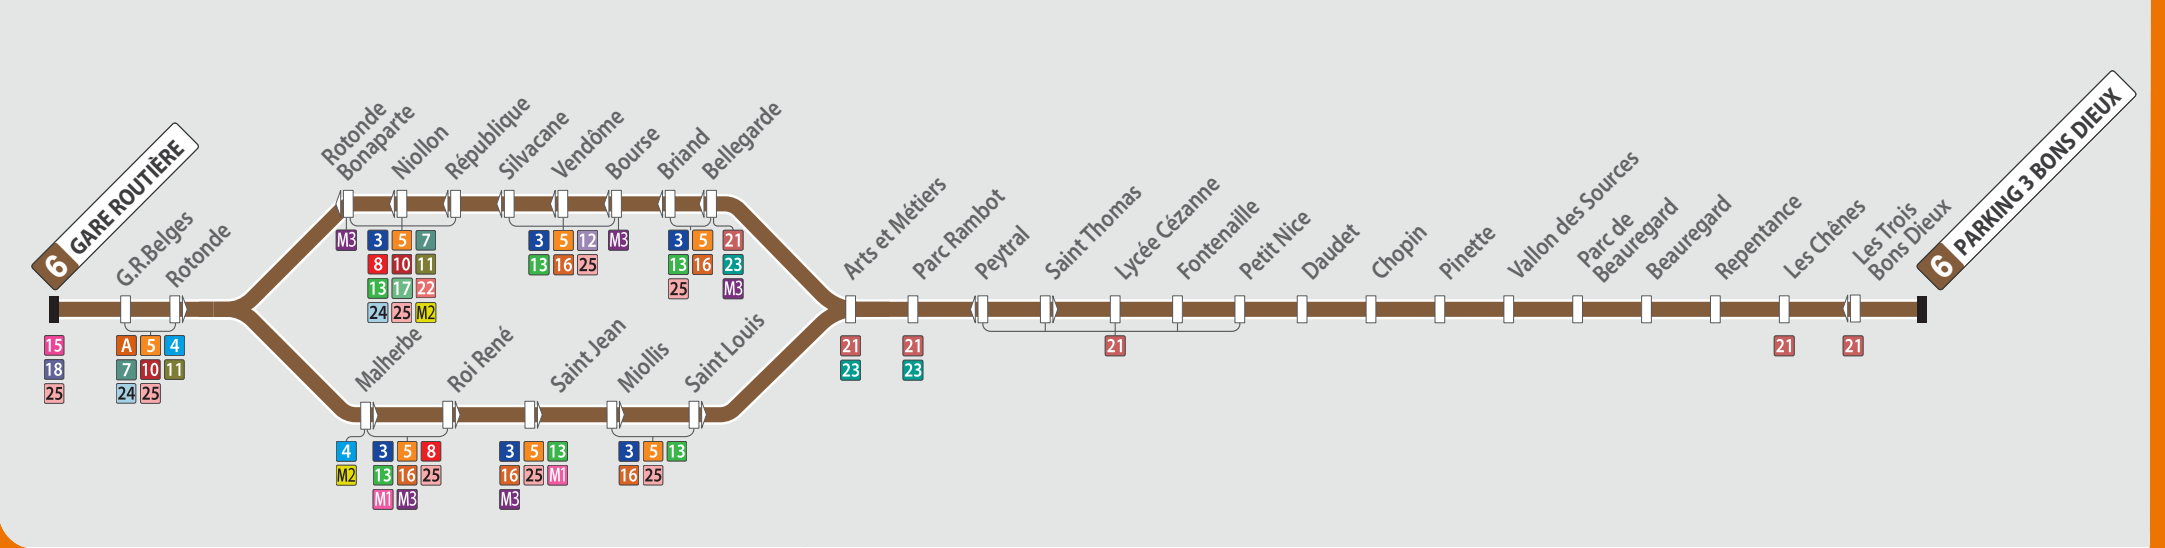 6 GARE ROUTIÈRE
G.R.Belges
Rotonde
Rotonde
Bonaparte
Niollon
République
Silvacane
Vendôme
Bourse
Briand
Bellegarde
Arts et Métiers
Parc Rambot
Peytral
Saint Thomas
Lycée Cézanne
Fontenaille
Petit Nice
Daudet
Chopin
Pinette
Vallon des Sources
Parc de
Beauregard
Beauregard
Repentance
Les Chênes
Les Trois
Bons Dieux
6 PARKING 3 BONS DIEUX
M3
3 5 7
8 10 11
13 17 22
24 25 M2
3 5 12
13 16 25
M3
3 5
13 16
25
21
23
M3
15
18
25
A 5 4
7 10 11
24 25
21
23
21
23
21
21
21
Malherbe
Roi René
Saint Jean
Miollis
Saint Louis
4
M2
3 5 8
13 16 25
M1 M3
3 5 13
16 25 M1
M3
3 5 13
16 25